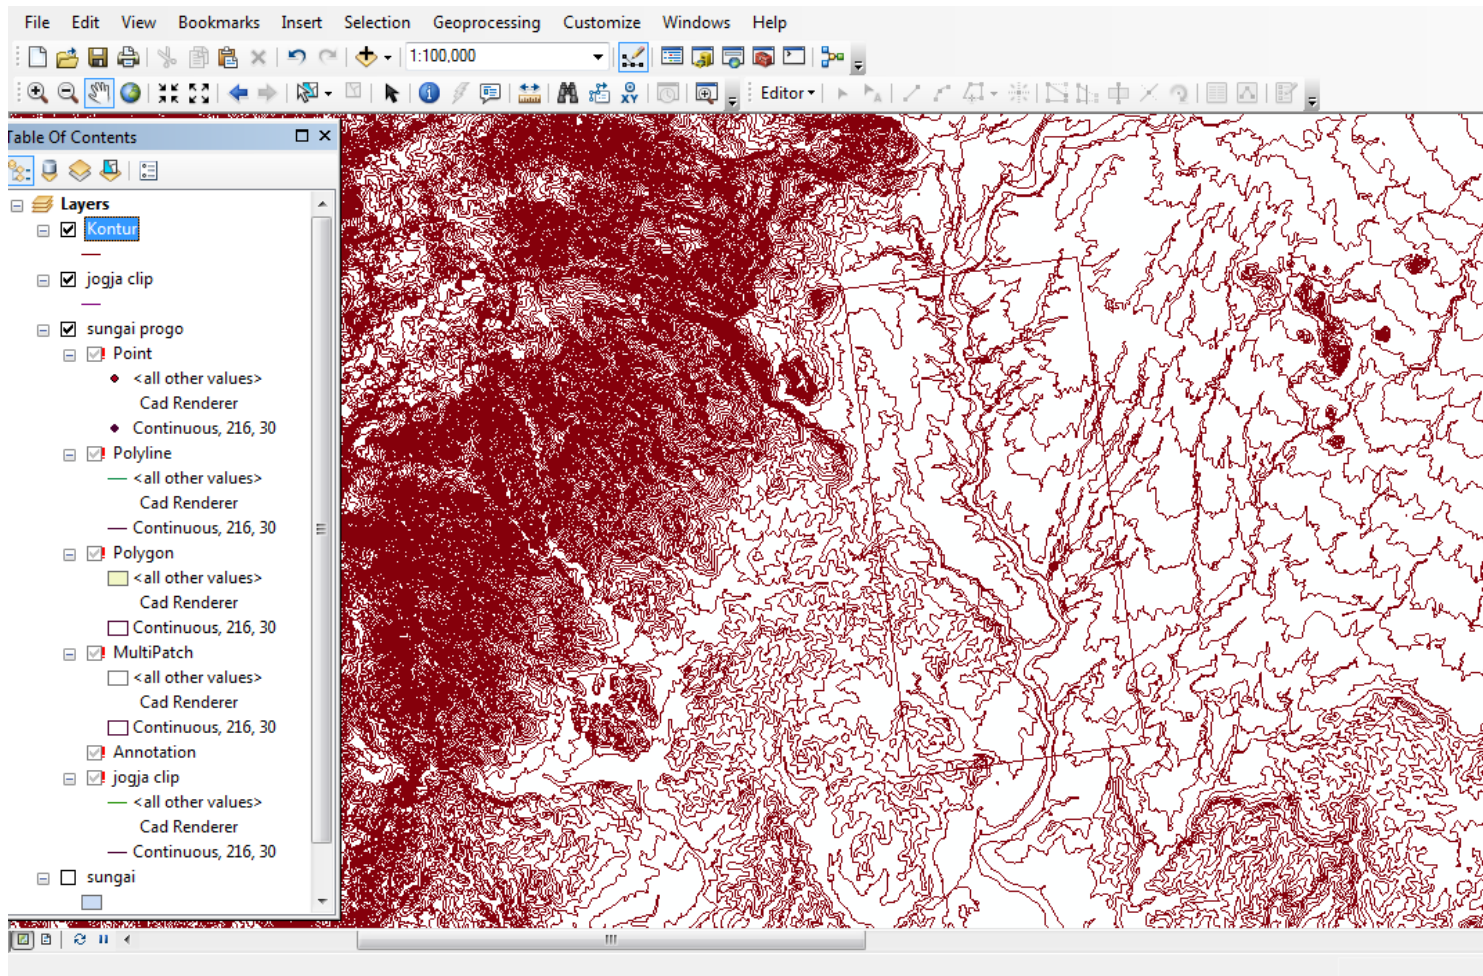 File Edit View Bookmarks Insert Selection Geoprocessing Customize Windows Help
1:100,000
Editor
Table Of Contents
Layers
Kontur
jogja clip
sungai progo
Point
<all other values>
Cad Renderer
Continuous, 216, 30
Polyline
<all other values>
Cad Renderer
Continuous, 216, 30
Polygon
<all other values>
Cad Renderer
Continuous, 216, 30
MultiPatch
<all other values>
Cad Renderer
Continuous, 216, 30
Annotation
jogja clip
<all other values>
Cad Renderer
Continuous, 216, 30
sungai